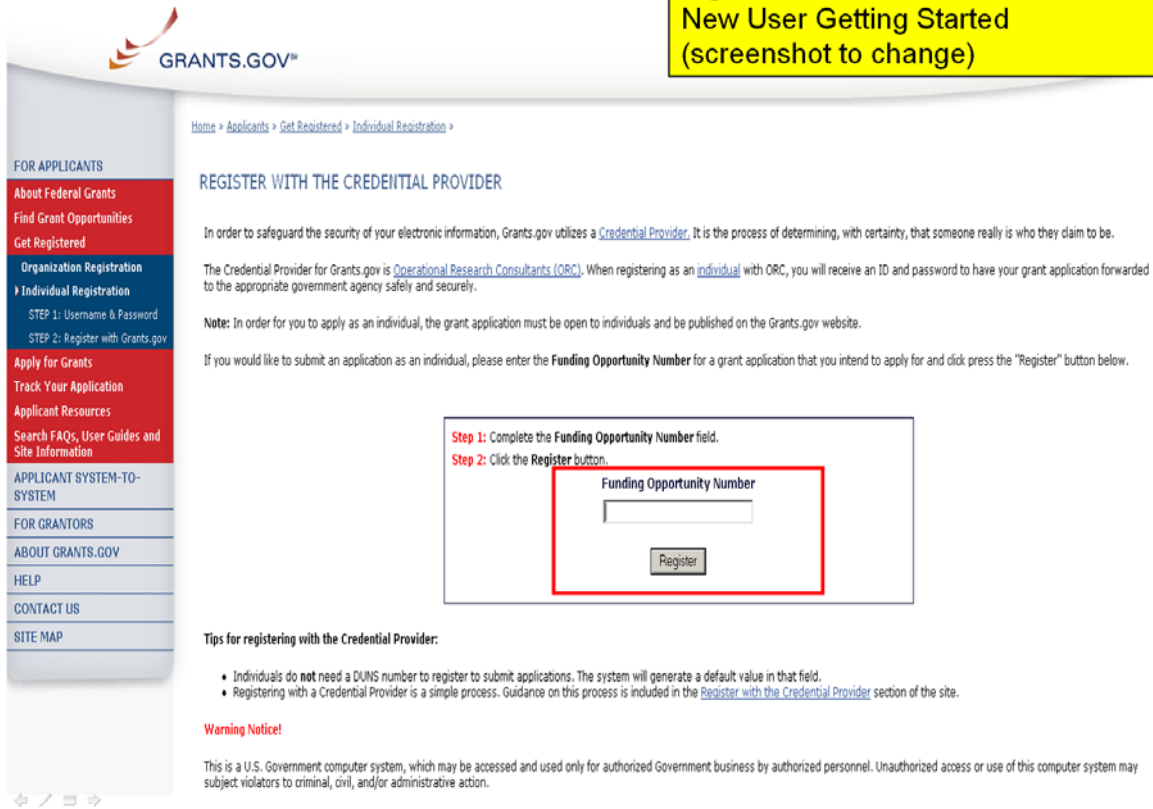 New User Getting Started
(screenshot to change)
GRANTS.GOV℠
Home » Applicants » Get Registered » Individual Registration »
FOR APPLICANTS
About Federal Grants
Find Grant Opportunities
Get Registered
Organization Registration
Individual Registration
STEP 1: Username & Password
STEP 2: Register with Grants.gov
Apply for Grants
Track Your Application
Applicant Resources
Search FAQs, User Guides and
Site Information
APPLICANT SYSTEM-TO-
SYSTEM
FOR GRANTORS
ABOUT GRANTS.GOV
HELP
CONTACT US
SITE MAP
REGISTER WITH THE CREDENTIAL PROVIDER
In order to safeguard the security of your electronic information, Grants.gov utilizes a Credential Provider. It is the process of determining, with certainty, that someone really is who they claim to be.
The Credential Provider for Grants.gov is Operational Research Consultants (ORC). When registering as an individual with ORC, you will receive an ID and password to have your grant application forwarded
to the appropriate government agency safely and securely.
Note: In order for you to apply as an individual, the grant application must be open to individuals and be published on the Grants.gov website.
If you would like to submit an application as an individual, please enter the Funding Opportunity Number for a grant application that you intend to apply for and click press the "Register" button below.
Step 1: Complete the Funding Opportunity Number field.
Step 2: Click the Register button.
Funding Opportunity Number
Register
Tips for registering with the Credential Provider:
• Individuals do not need a DUNS number to register to submit applications. The system will generate a default value in that field.
• Registering with a Credential Provider is a simple process. Guidance on this process is included in the Register with the Credential Provider section of the site.
Warning Notice!
This is a U.S. Government computer system, which may be accessed and used only for authorized Government business by authorized personnel. Unauthorized access or use of this computer system may
subject violators to criminal, civil, and/or administrative action.